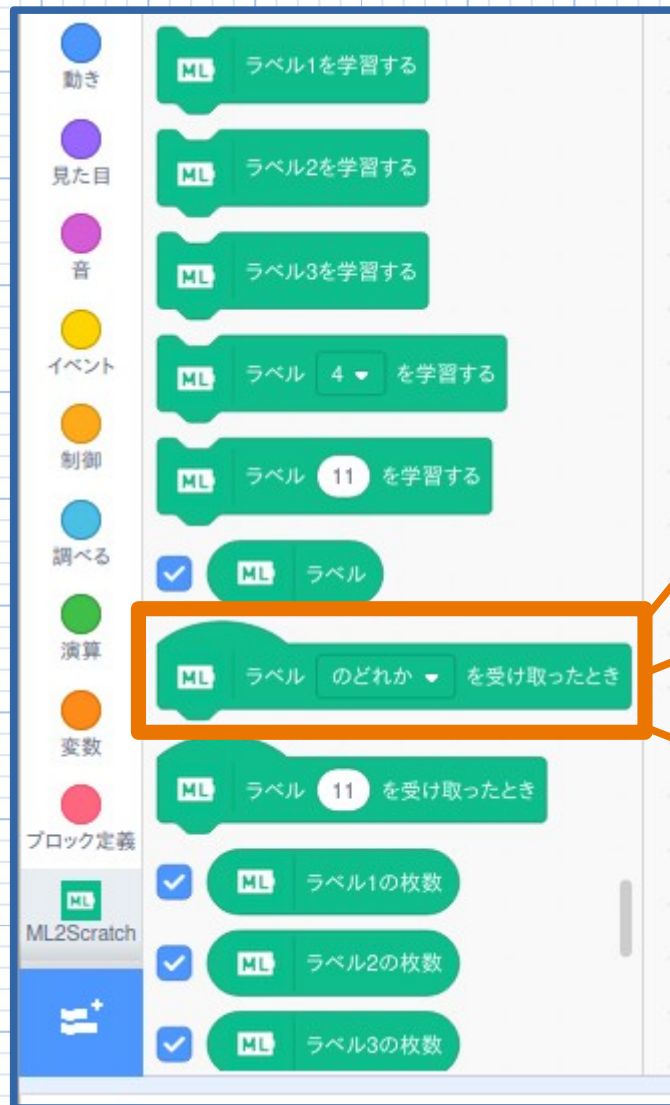 動き
見た目
音
イベント
制御
調べる
演算
変数
ブロック定義
ML
ML2Scratch
ML ラベル1を学習する
ML ラベル2を学習する
ML ラベル3を学習する
ML ラベル 4 を学習する
ML ラベル 11 を学習する
ML ラベル
ML ラベル のどれか を受け取ったとき
ML ラベル 11 を受け取ったとき
ML ラベル1の枚数
ML ラベル2の枚数
ML ラベル3の枚数